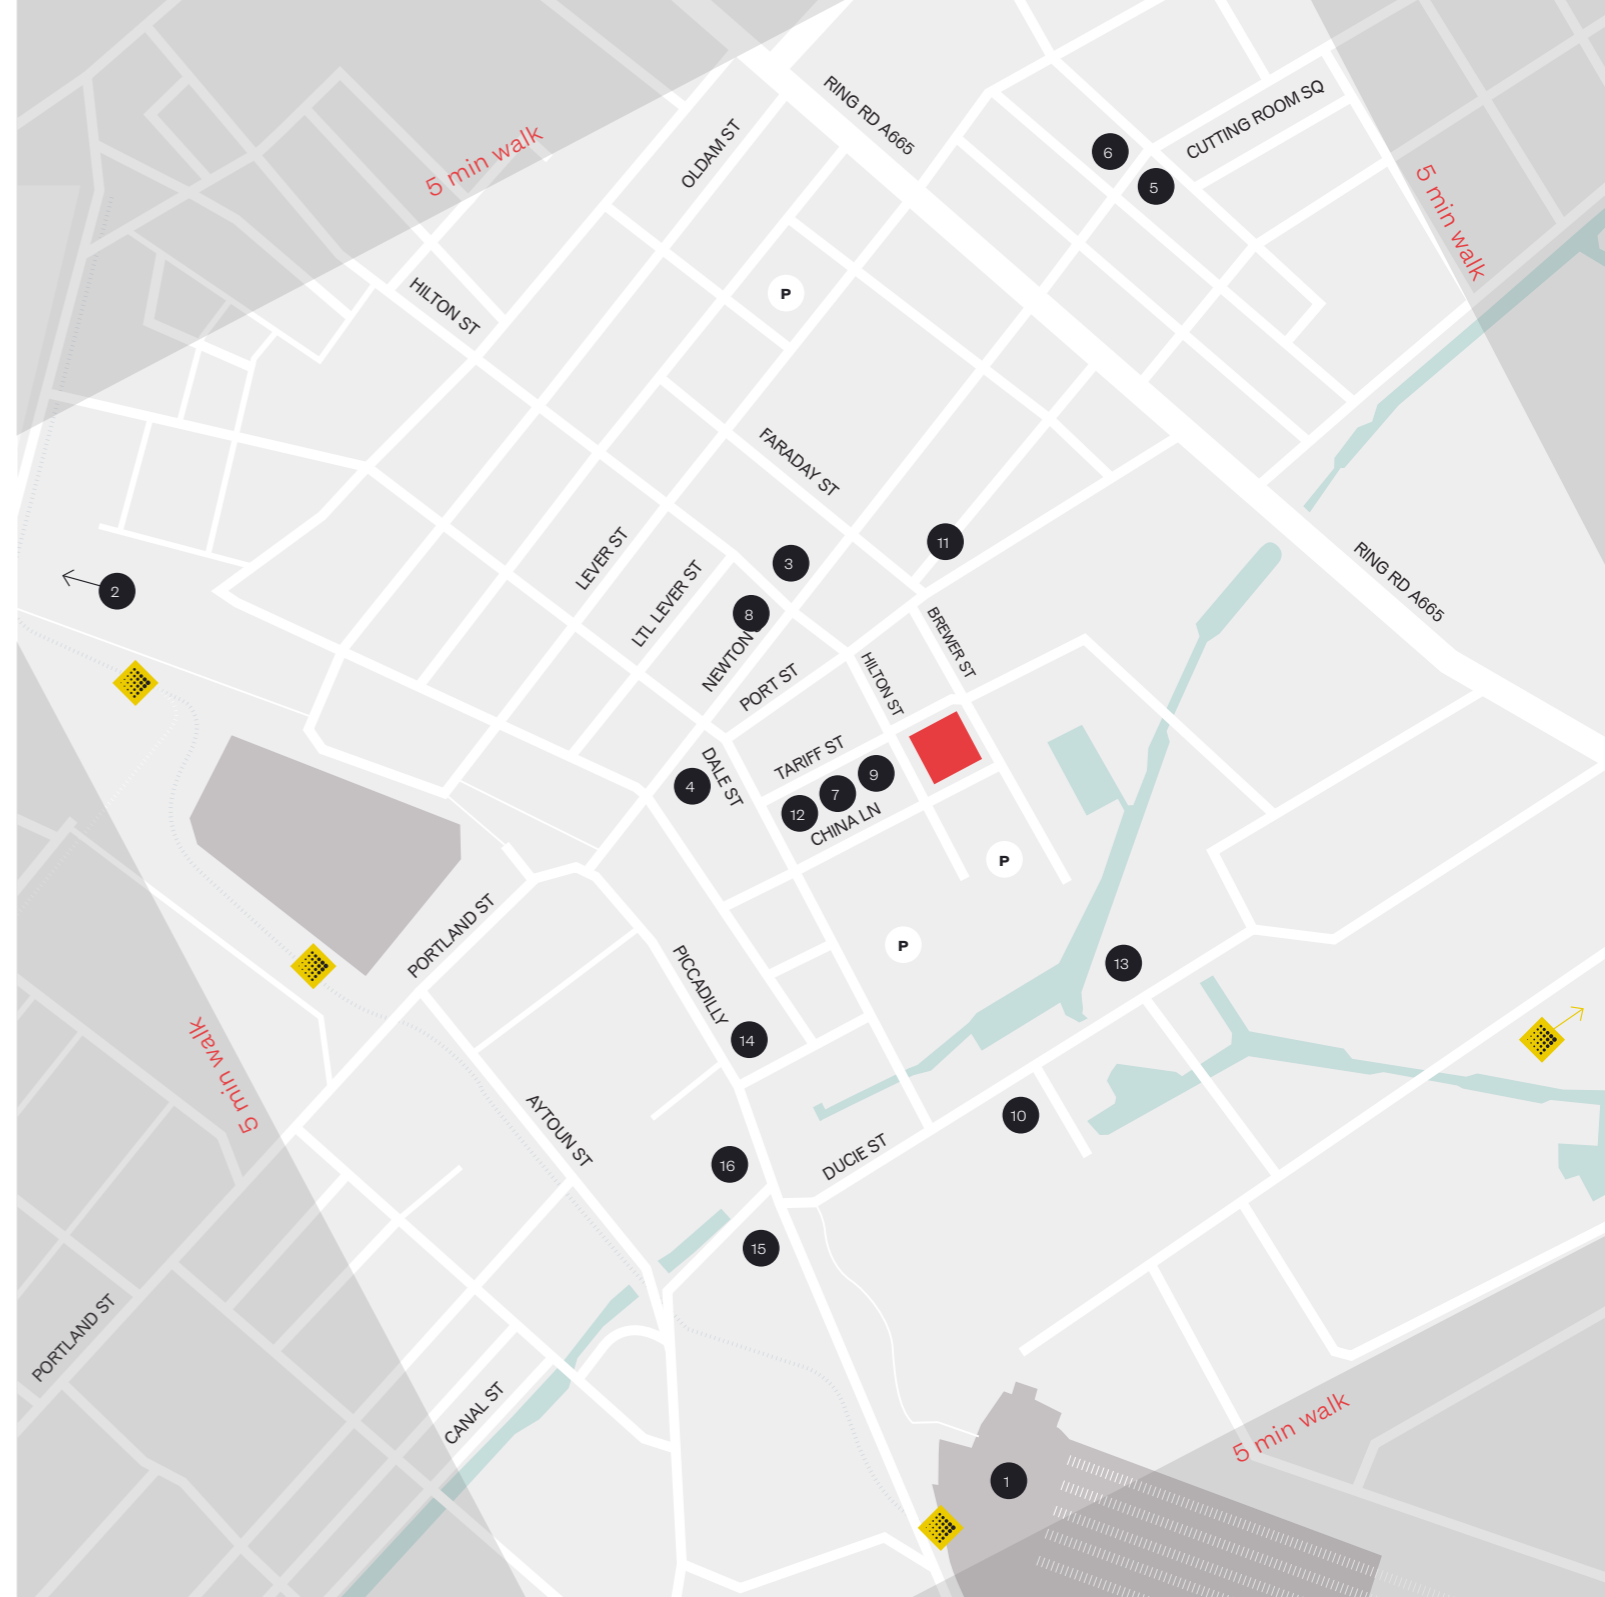 RING RD A665
CUTTING ROOM SQ
OLDAM ST
5 min walk
6
5
5 min walk
HILTON ST
P
FARADAY ST
LEVER ST
LTL LEVER ST
3
11
RING RD A665
2
8
NEWTON
PORT ST
HILTON ST
BREWER ST
DALE ST
TARIFF ST
4
9
7
12
CHINA LN
P
PORTLAND ST
P
PICCADILLY
13
14
5 min walk
AYTOUN ST
10
16
DUCIE ST
15
PORTLAND ST
CANAL ST
5 min walk
1